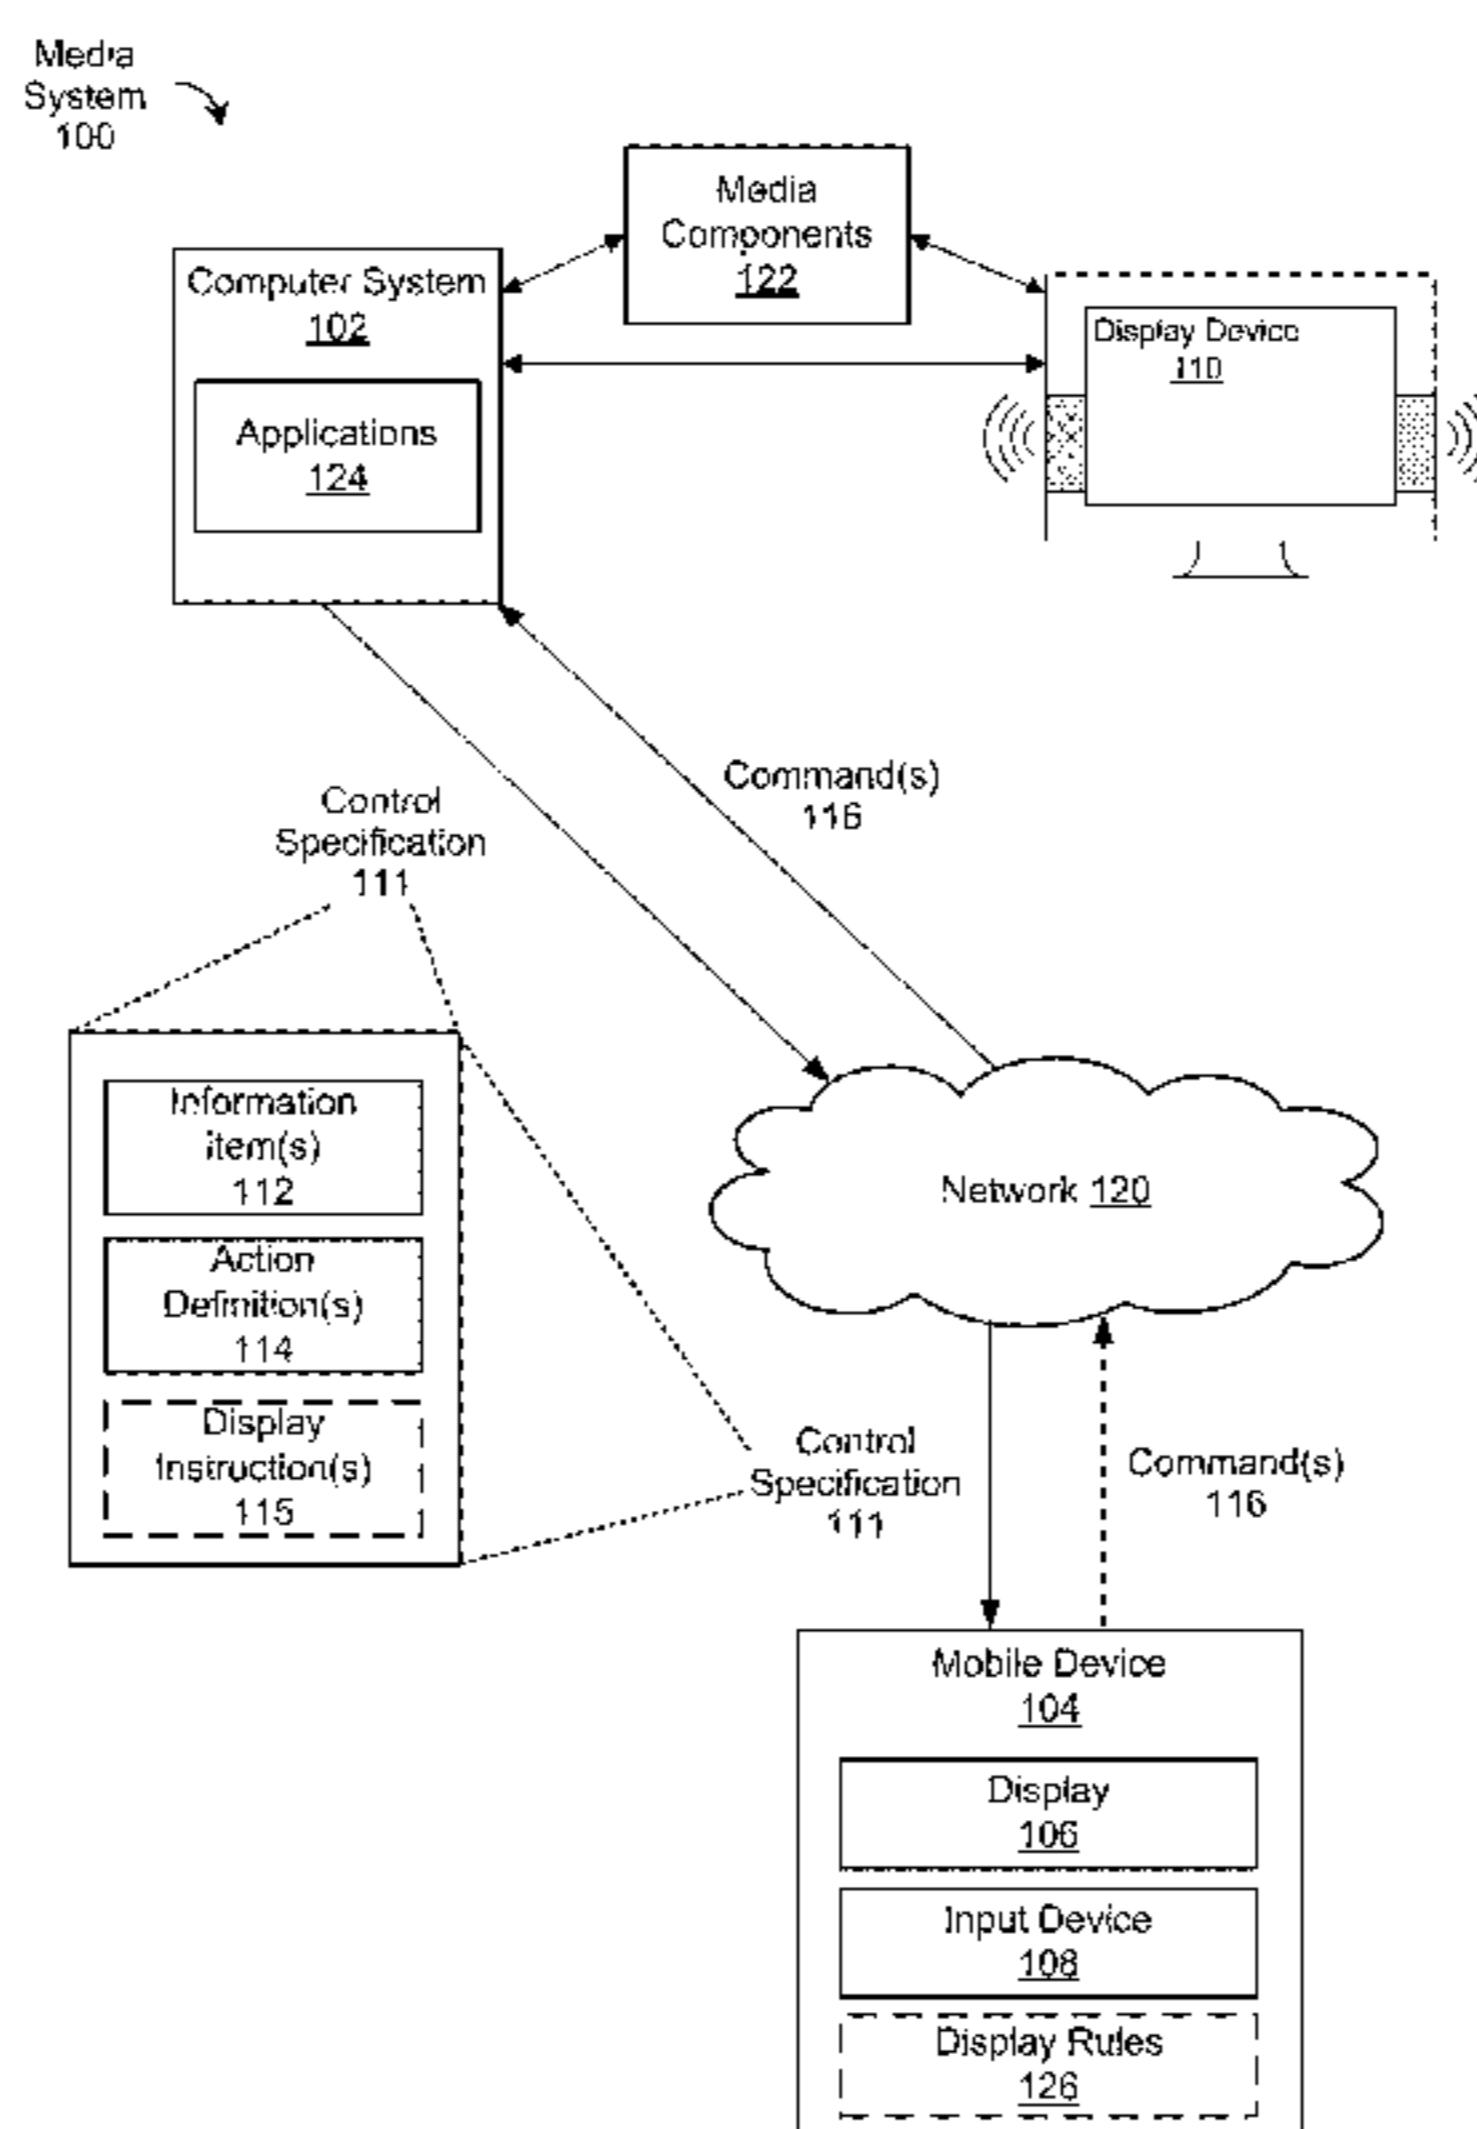 Media
System
100
Media
Components
122
Computer System
102
Display Device
110
Applications
124
Command(s)
116
Control
Specification
111
Information
item(s)
112
Network 120
Action
Definition(s)
114
Display
Instruction(s)
115
Control
Specification
111
Command(s)
116
Mobile Device
104
Display
106
Input Device
108
Display Rules
126